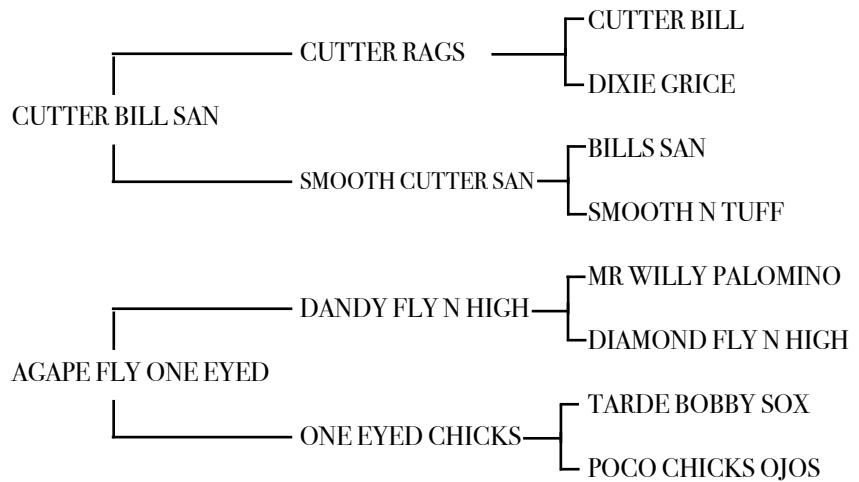 CUTTER BILL
CUTTER RAGS
DIXIE GRICE
CUTTER BILL SAN
BILLS SAN
SMOOTH CUTTER SAN
SMOOTH N TUFF
MR WILLY PALOMINO
DANDY FLY N HIGH
DIAMOND FLY N HIGH
AGAPE FLY ONE EYED
TARDE BOBBY SOX
ONE EYED CHICKS
POCO CHICKS OJOS